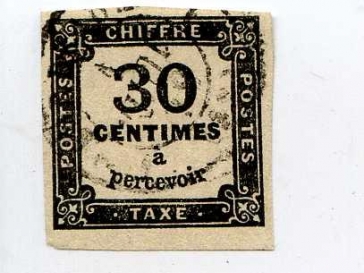 CHIFFRE
POSTES
30
CENTIMES
à
percevoir
POSTES
· TAXE ·